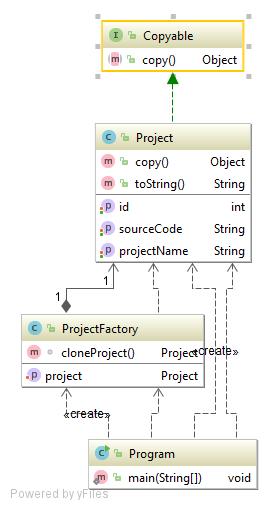 I Copyable
m copy() Object
C Project
m copy() Object
m toString() String
p id int
p sourceCode String
p projectName String
1
1
C ProjectFactory
m cloneProject() Project
p project Project
«create»
«create»
C Program
m main(String[]) void
Powered by yFiles